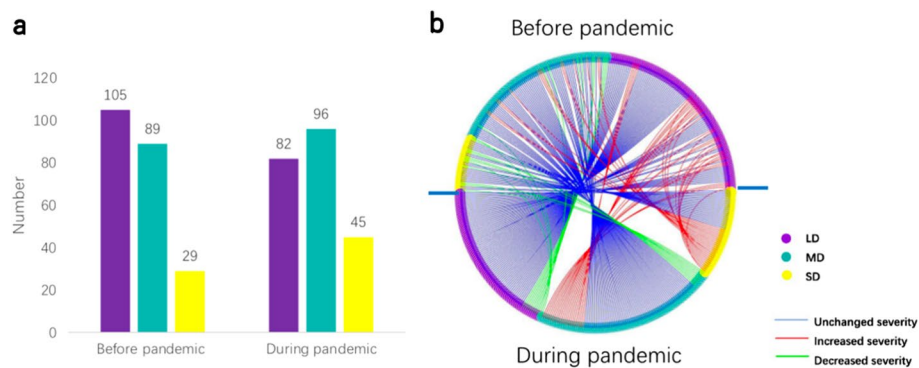 a
120
100
80
60
40
20
0
Number
105
89
29
82
96
45
Before pandemic
During pandemic
b
Before pandemic
During pandemic
LD
MD
SD
Unchanged severity
Increased severity
Decreased severity